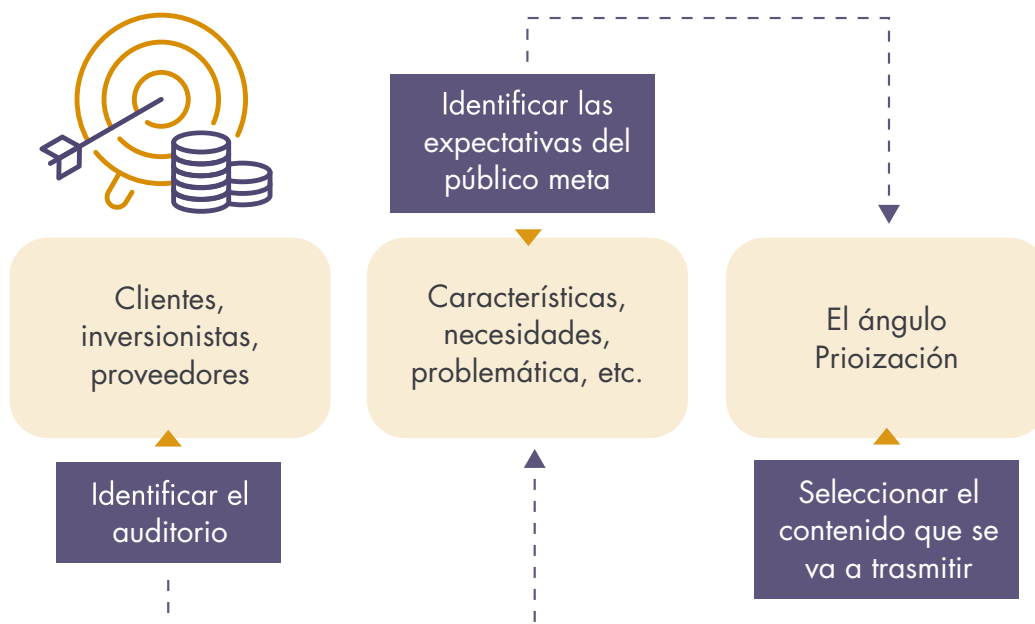 Clientes,
inversionistas,
proveedores
Identificar el
auditorio
Identificar las
expectativas del
público meta
Características,
necesidades,
problemática, etc.
El ángulo
Prioización
Seleccionar el
contenido que se
va a trasmitir